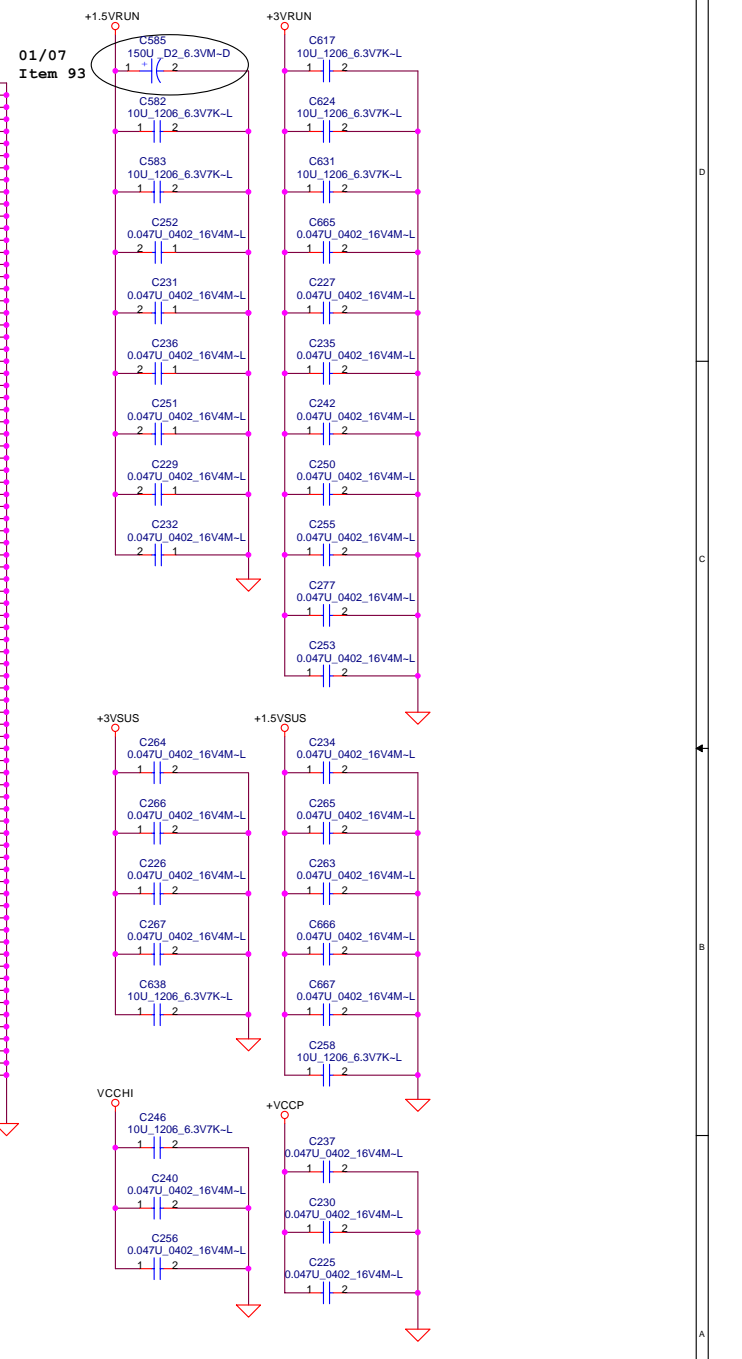 +1.5VRUN
01/07
Item 93
C585
150U_D2_6.3VM~D
1 + 2
C582
10U_1206_6.3V7K~L
1 2
C583
10U_1206_6.3V7K~L
1 2
C252
0.047U_0402_16V4M~L
2 1
C231
0.047U_0402_16V4M~L
2 1
C236
0.047U_0402_16V4M~L
2 1
C251
0.047U_0402_16V4M~L
2 1
C229
0.047U_0402_16V4M~L
2 1
C232
0.047U_0402_16V4M~L
2 1
+3VRUN
C617
10U_1206_6.3V7K~L
1 2
C624
10U_1206_6.3V7K~L
1 2
C631
10U_1206_6.3V7K~L
1 2
C665
0.047U_0402_16V4M~L
1 2
C227
0.047U_0402_16V4M~L
1 2
C235
0.047U_0402_16V4M~L
1 2
C242
0.047U_0402_16V4M~L
1 2
C250
0.047U_0402_16V4M~L
1 2
C255
0.047U_0402_16V4M~L
1 2
C277
0.047U_0402_16V4M~L
1 2
C253
0.047U_0402_16V4M~L
1 2
+3VSUS
C264
0.047U_0402_16V4M~L
1 2
C266
0.047U_0402_16V4M~L
1 2
C226
0.047U_0402_16V4M~L
1 2
C267
0.047U_0402_16V4M~L
1 2
C638
10U_1206_6.3V7K~L
1 2
+1.5VSUS
C234
0.047U_0402_16V4M~L
1 2
C265
0.047U_0402_16V4M~L
1 2
C263
0.047U_0402_16V4M~L
1 2
C666
0.047U_0402_16V4M~L
1 2
C667
0.047U_0402_16V4M~L
1 2
C258
10U_1206_6.3V7K~L
1 2
VCCHI
C246
10U_1206_6.3V7K~L
1 2
C240
0.047U_0402_16V4M~L
1 2
C256
0.047U_0402_16V4M~L
1 2
+VCCP
C237
0.047U_0402_16V4M~L
1 2
C230
0.047U_0402_16V4M~L
1 2
C225
0.047U_0402_16V4M~L
1 2
D
C
B
A